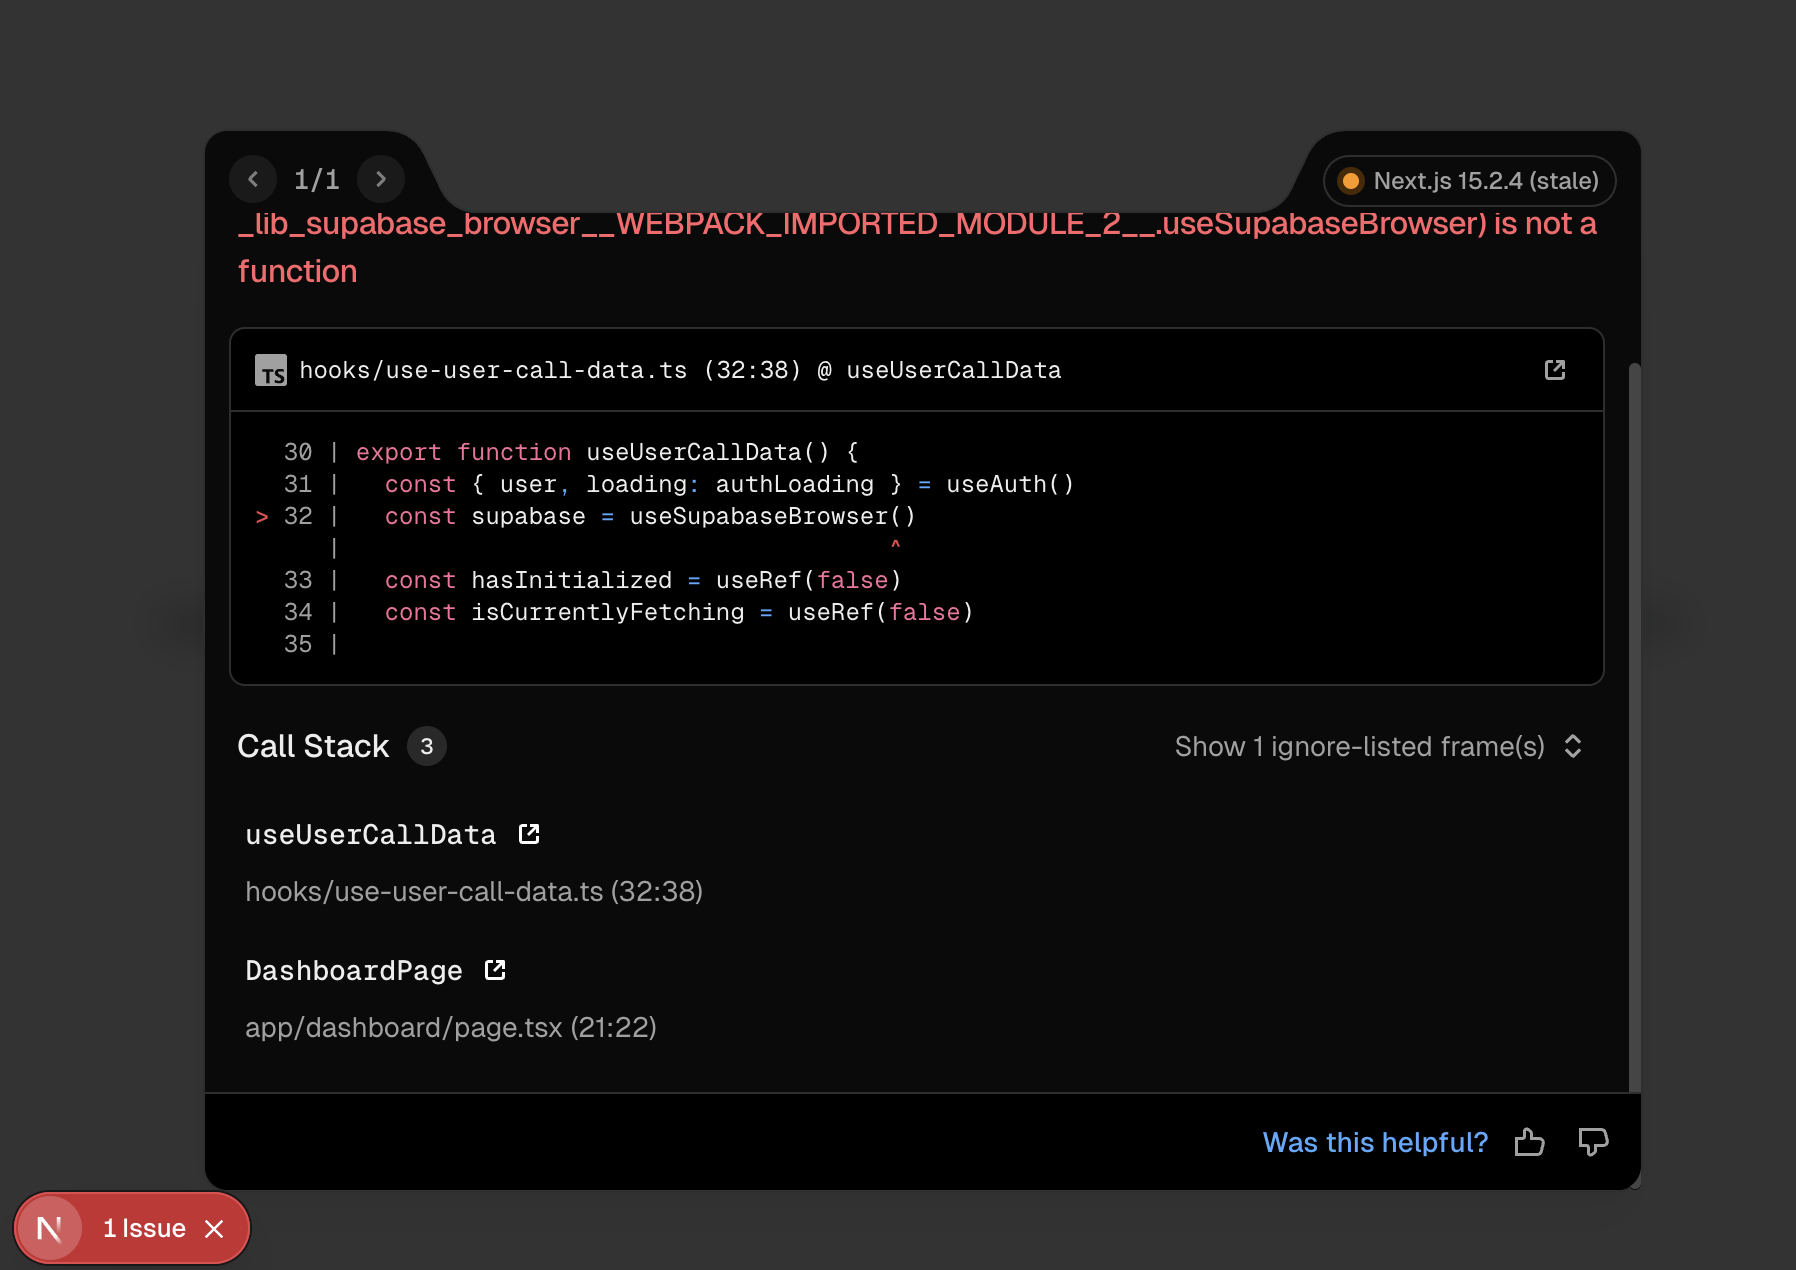 1/1
Next.js 15.2.4 (stale)
_lib_supabase_browser__WEBPACK_IMPORTED_MODULE_2__.useSupabaseBrowser) is not a
function
TS hooks/use-user-call-data.ts (32:38) @ useUserCallData
30 | export function useUserCallData() {
31 |   const { user, loading: authLoading } = useAuth()
> 32 |   const supabase = useSupabaseBrowser()
|                                      ^
33 |   const hasInitialized = useRef(false)
34 |   const isCurrentlyFetching = useRef(false)
35 |
Call Stack 3
Show 1 ignore-listed frame(s)
useUserCallData
hooks/use-user-call-data.ts (32:38)
DashboardPage
app/dashboard/page.tsx (21:22)
Was this helpful?
N 1 Issue